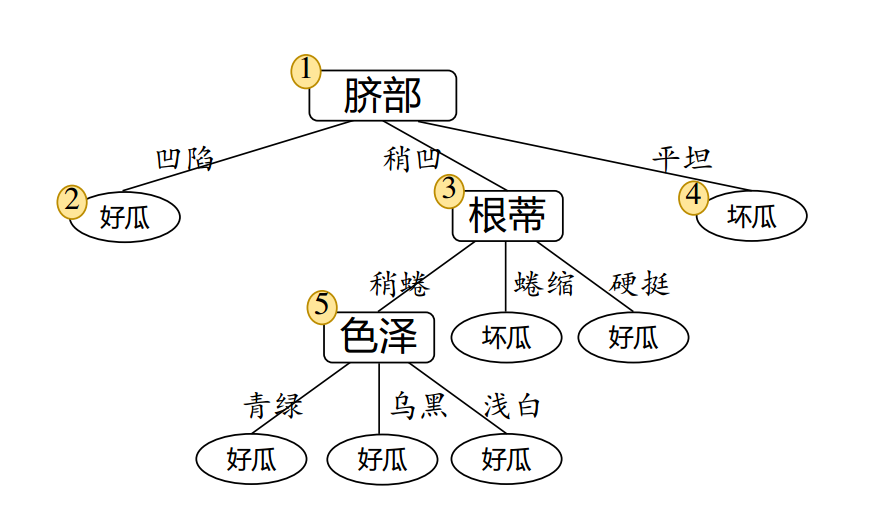 1
脐部
凹陷
稍凹
平坦
2
好瓜
3
根蒂
4
坏瓜
稍蜷
蜷缩
硬挺
5
色泽
坏瓜
好瓜
青绿
乌黑
浅白
好瓜
好瓜
好瓜